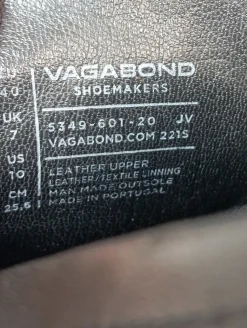 EU
40
UK
7
US
10
CM
25.5
VAGABOND
SHOEMAKERS
5349-601-20 JV
VAGABOND.COM 221S
LEATHER UPPER
LEATHER/TEXTILE LINNING
MAN MADE OUTSOLE
MADE IN PORTUGAL